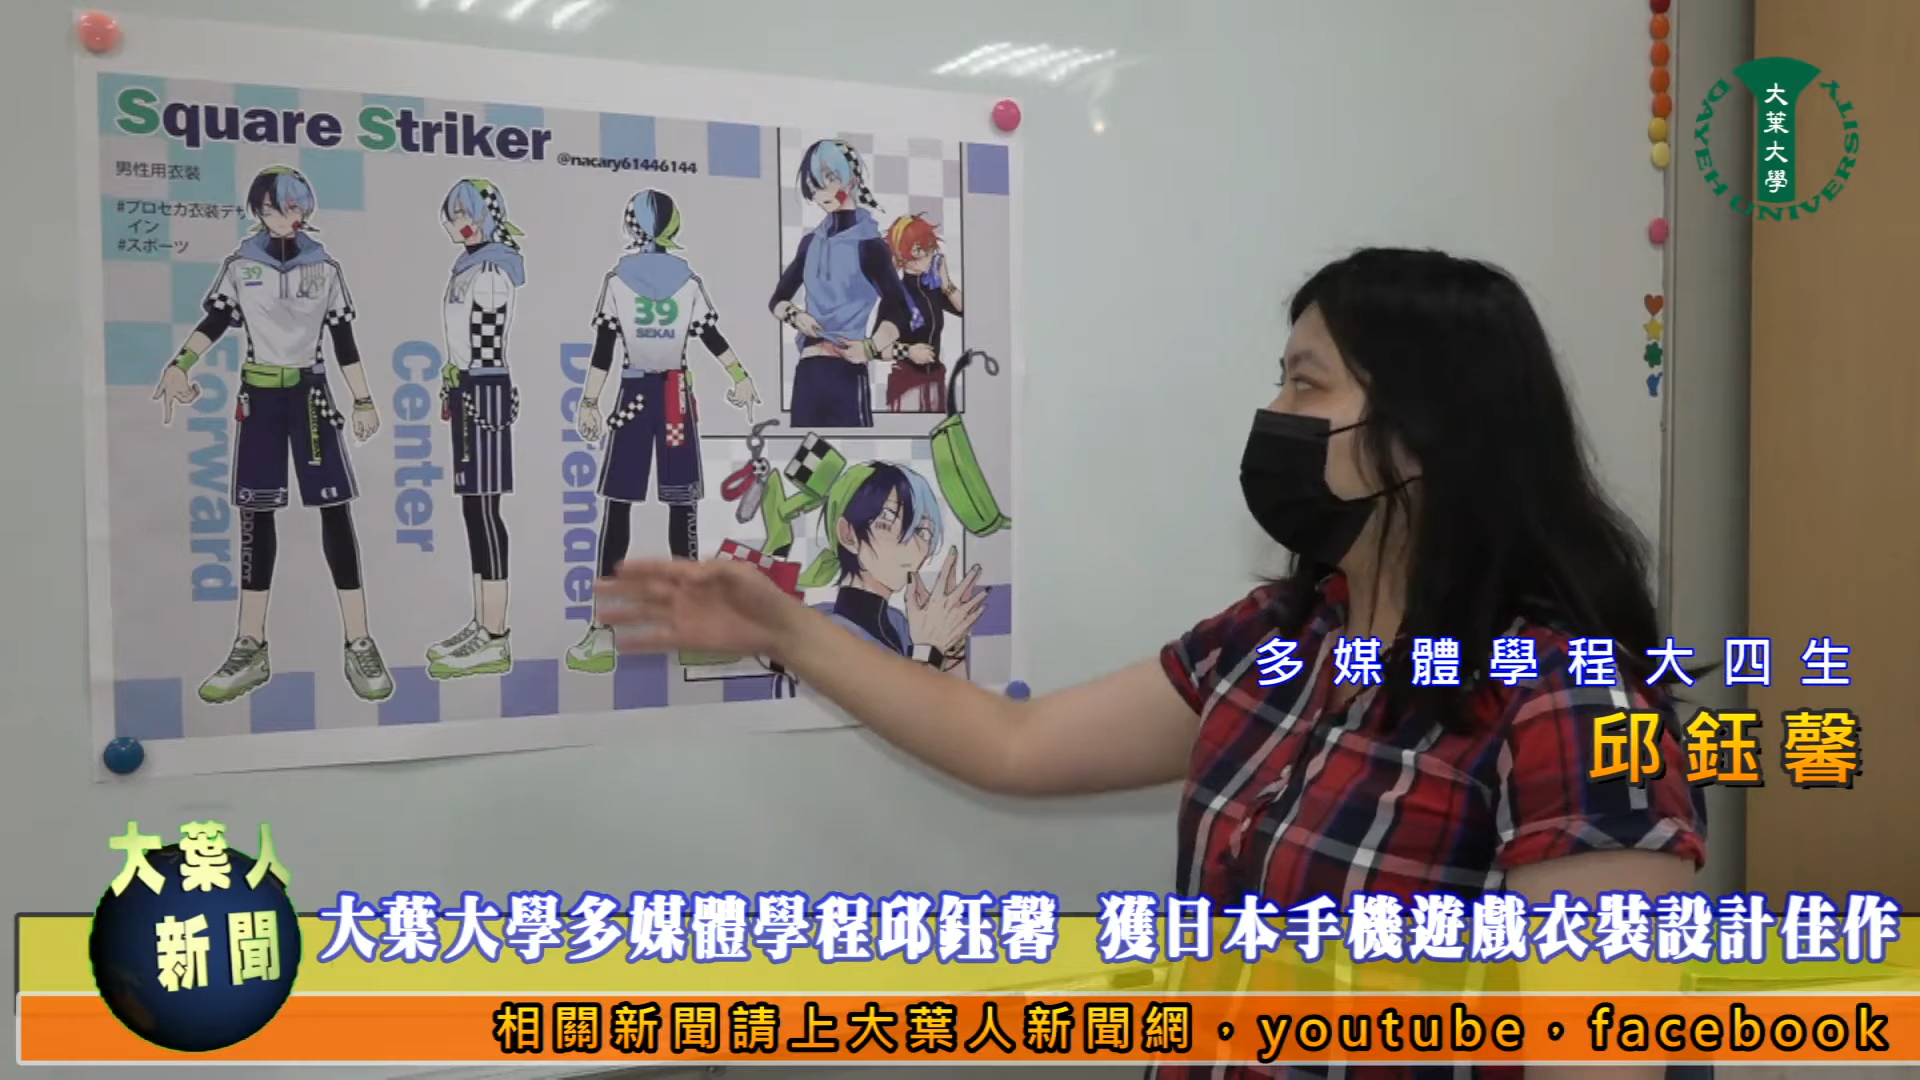 Square Striker
@nacary61446144
男性用衣裝
#プロセカ衣装デザ
イン
#スポーツ
39
39
SEKAI
Forward
Center
Defender
大葉大學
DAYEH UNIVERSITY
多媒體學程大四生
邱鈺馨
大葉人
新聞
大葉大學多媒體學程邱鈺馨 獲日本手機遊戲衣裝設計佳作
相關新聞請上大葉人新聞網，youtube，facebook